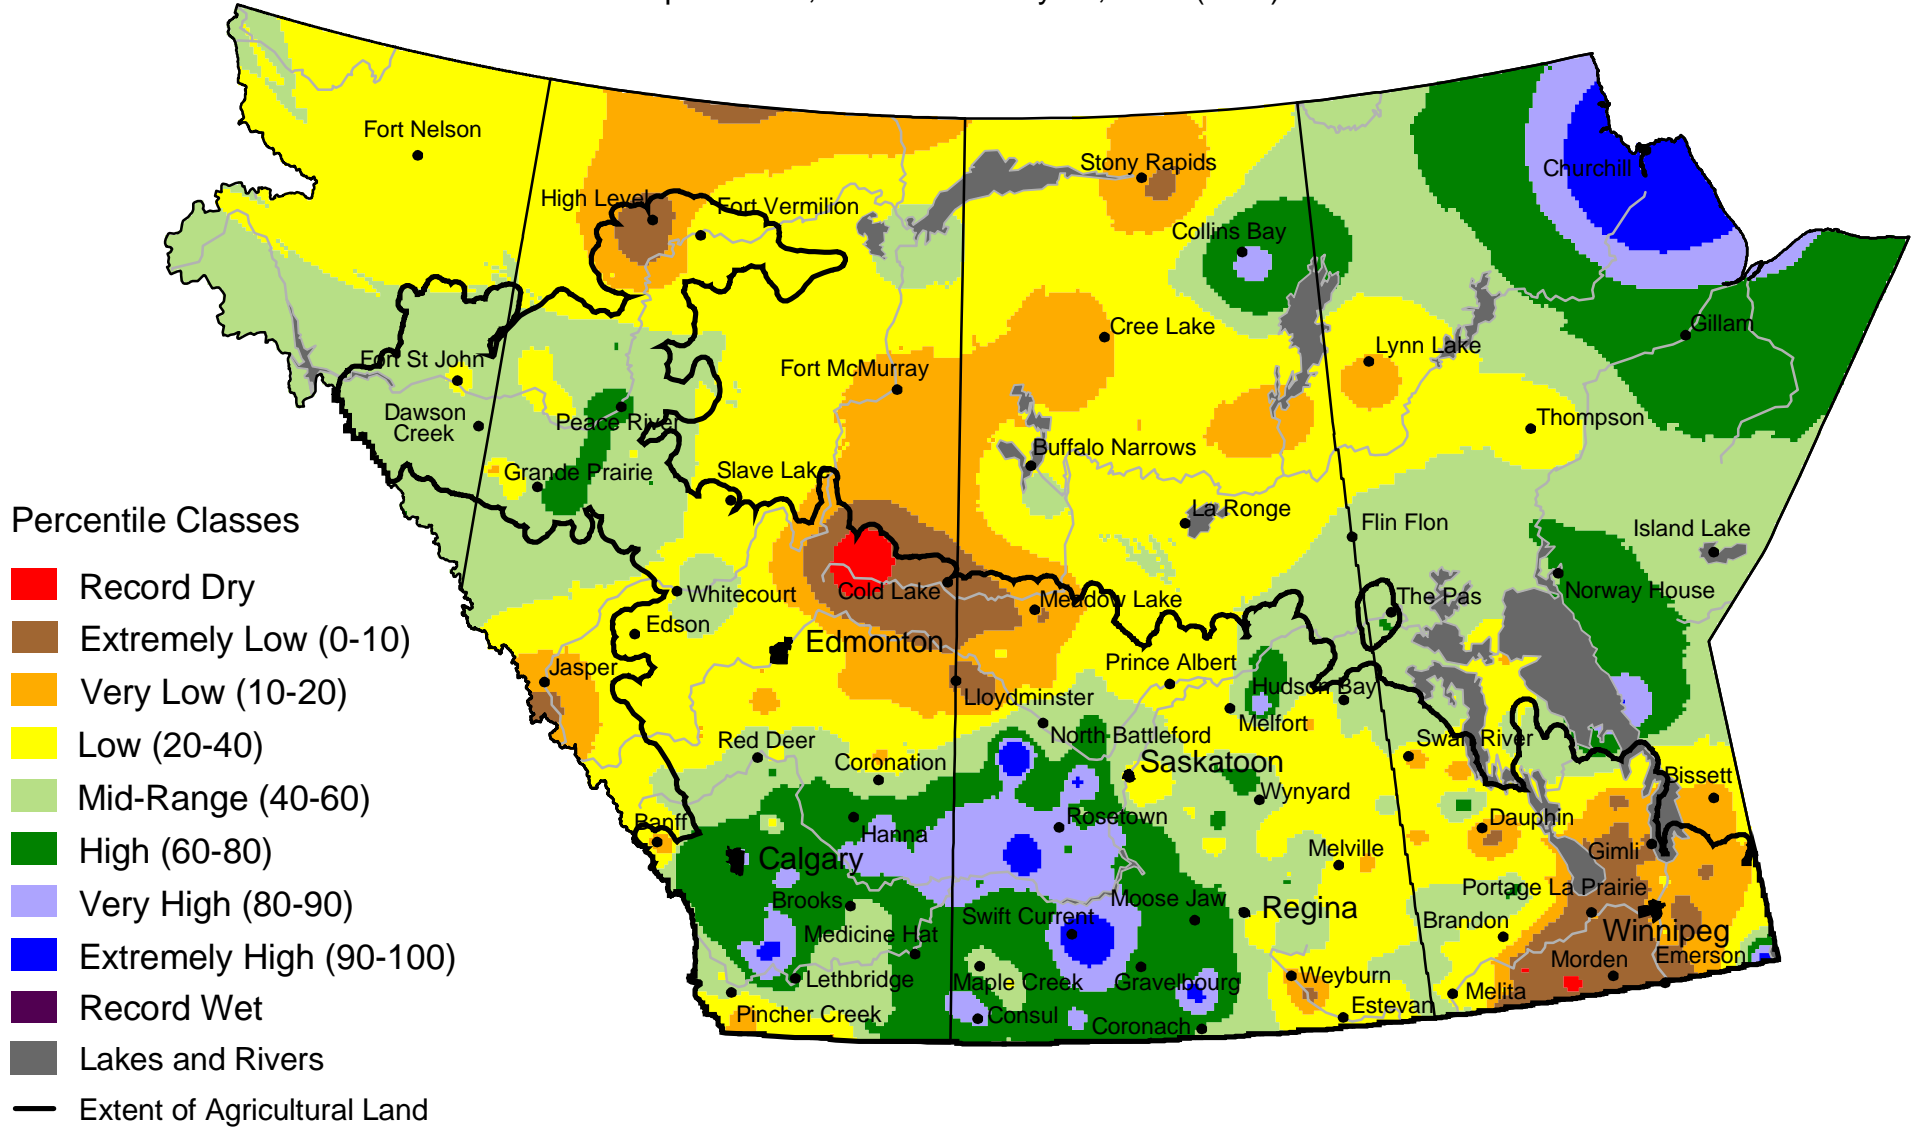 Fort Nelson
High Level
Fort Vermilion
Stony Rapids
Churchill
Collins Bay
Gillam
Cree Lake
Lynn Lake
Fort St John
Fort McMurray
Dawson
Creek
Peace River
Thompson
Buffalo Narrows
Grande Prairie
Slave Lake
La Ronge
Flin Flon
Island Lake
Whitecourt
Cold Lake
Meadow Lake
The Pas
Norway House
Edson
Edmonton
Jasper
Prince Albert
Lloydminster
Hudson Bay
Melfort
Red Deer
North Battleford
Swan River
Coronation
Saskatoon
Bissett
Wynyard
Banff
Hanna
Rosetown
Dauphin
Calgary
Melville
Gimli
Brooks
Moose Jaw
Portage La Prairie
Swift Current
Regina
Brandon
Medicine Hat
Winnipeg
Lethbridge
Maple Creek
Gravelbourg
Weyburn
Morden
Emerson
Melita
Pincher Creek
Consul
Coronach
Estevan
Percentile Classes
Record Dry
Extremely Low (0-10)
Very Low (10-20)
Low (20-40)
Mid-Range (40-60)
High (60-80)
Very High (80-90)
Extremely High (90-100)
Record Wet
Lakes and Rivers
Extent of Agricultural Land